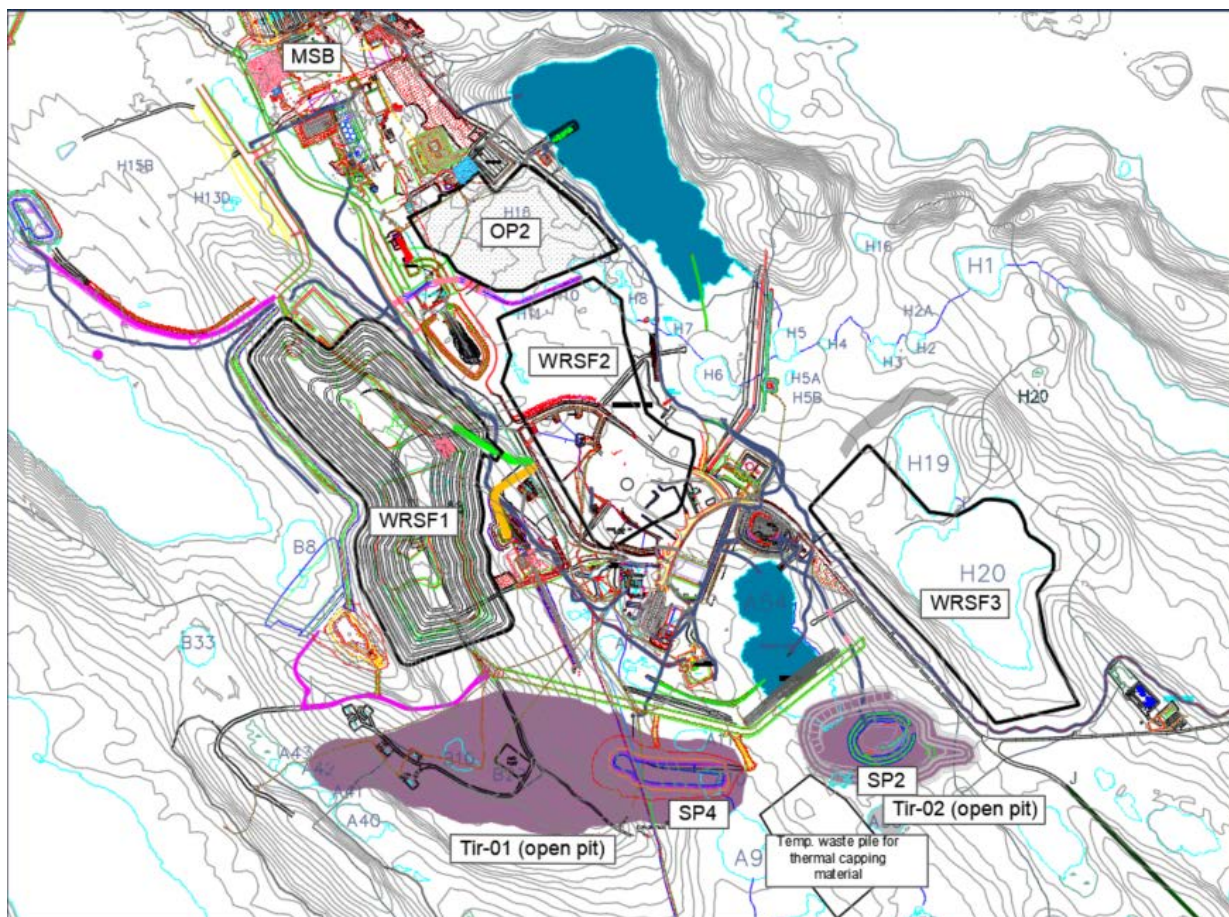 MSB
H15B
H13D
H16
OP2
H16
H1
H8
H7
H2A
H5
H4
H2
H3
WRSF2
H6
H5A
H5B
H20
H19
WRSF1
B8
H20
WRSF3
A54
B33
A43
A42
A41
A40
SP4
SP2
Tir-02 (open pit)
Tir-01 (open pit)
J
A9
Temp. waste pile for
thermal capping
material